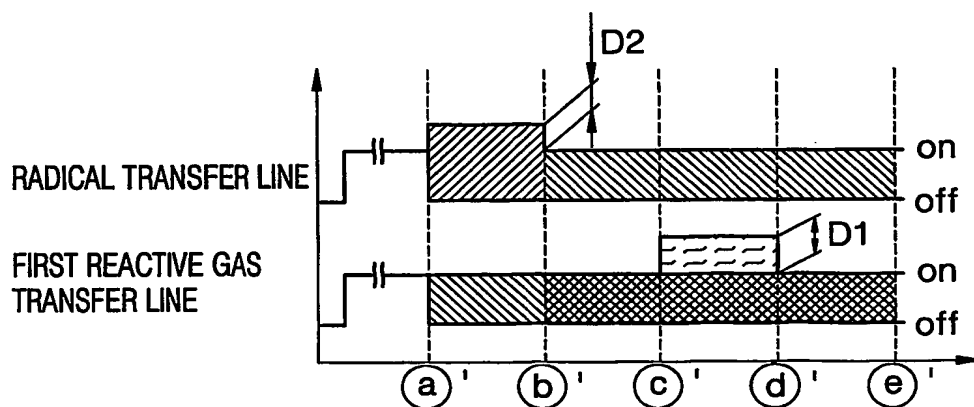 D2
RADICAL TRANSFER LINE
on
off
D1
FIRST REACTIVE GAS
TRANSFER LINE
on
off
a' b' c' d' e'